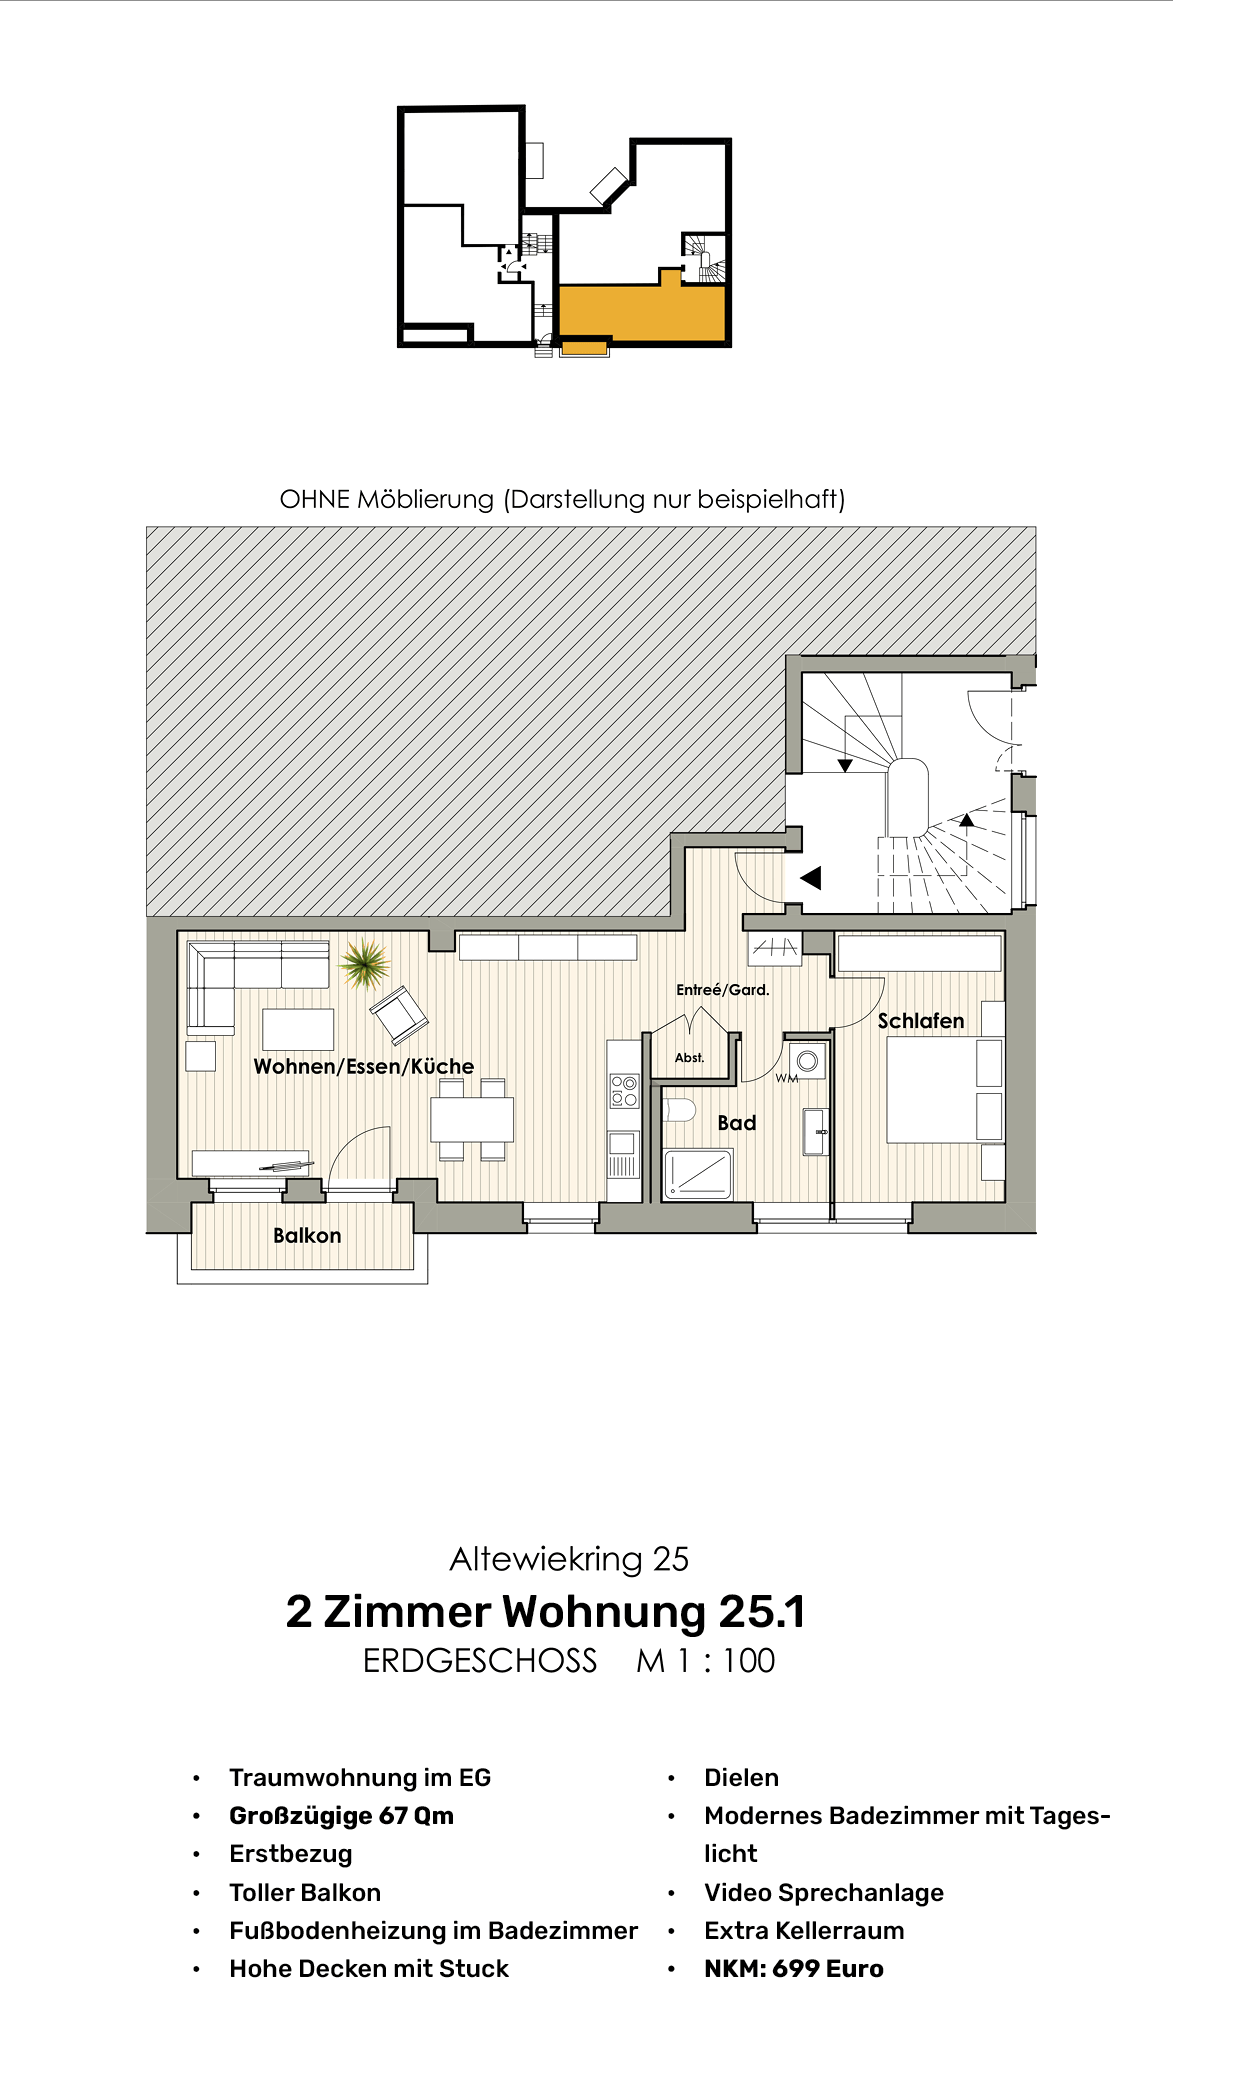 OHNE Möblierung (Darstellung nur beispielhaft)
Entreé/Gard.
Schlafen
Abst.
Wohnen/Essen/Küche
WM
Bad
Balkon
Altewiekring 25
2 Zimmer Wohnung 25.1
ERDGESCHOSS M 1 : 100
• Traumwohnung im EG
• Großzügige 67 Qm
• Erstbezug
• Toller Balkon
• Fußbodenheizung im Badezimmer
• Hohe Decken mit Stuck
• Dielen
• Modernes Badezimmer mit Tages-
licht
• Video Sprechanlage
• Extra Kellerraum
• NKM: 699 Euro